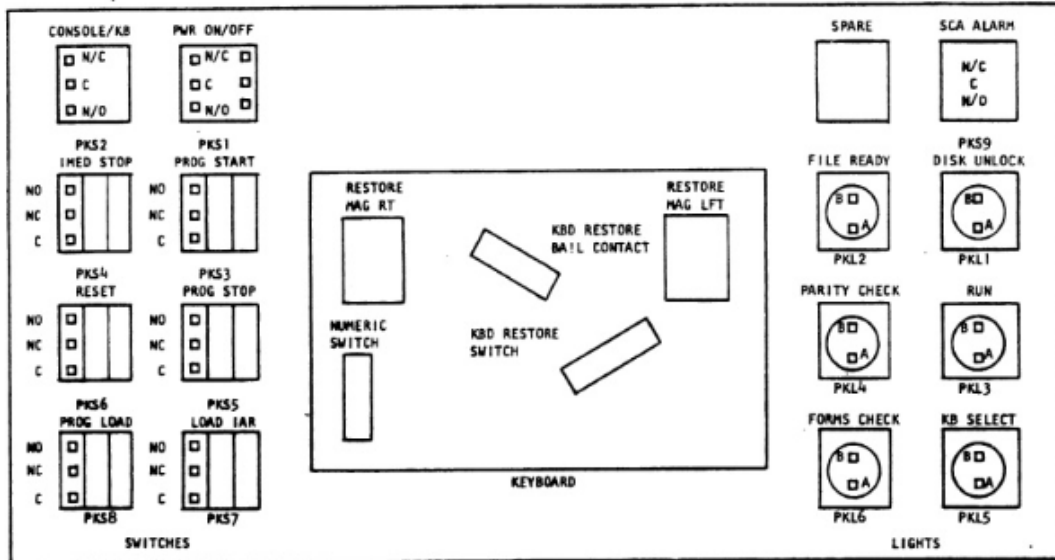 CONSOLE/KB
PWR ON/OFF
SPARE
SCA ALARM
N/C
C
N/O
N/C
C
N/O
N/C
C
N/O
PKS2
PKS1
PKS9
IMED STOP
PROG START
FILE READY
DISK UNLOCK
NO
NC
C
NO
NC
C
B
A
B
A
PKS4
PKS3
PKL2
PKL1
RESTORE
MAG RT
KBD RESTORE
BAIL CONTACT
RESTORE
MAG LFT
RESET
PROG STOP
PARITY CHECK
RUN
NO
NC
C
NO
NC
C
B
A
B
A
NUMERIC
SWITCH
KBD RESTORE
SWITCH
PKS6
PKS5
PKL4
PKL3
PROG LOAD
LOAD IAR
FORMS CHECK
KB SELECT
NO
NC
C
NO
NC
C
B
A
B
A
KEYBOARD
PKS8
PKS7
PKL6
PKL5
SWITCHES
LIGHTS